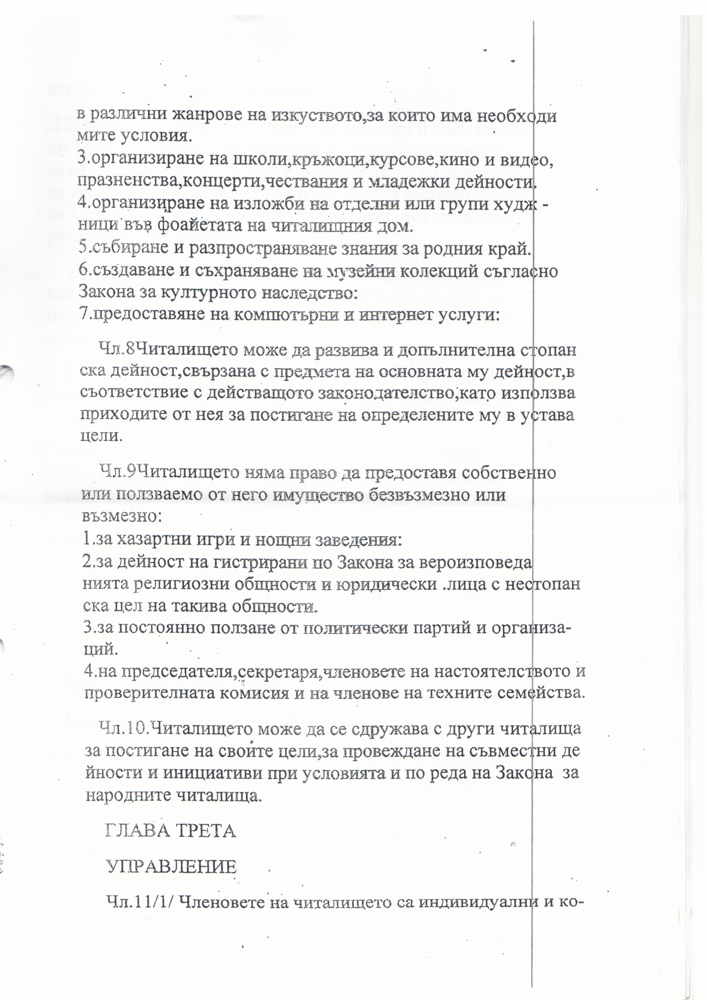 в различни жанрове на изкуството,за които има необходи
мите условия.
3.организиране на школи,кръжоци,курсове,кино и видео,
празненства,концерти,чествания и младежки дейности.
4.организиране на изложби на отделни или групи худж -
ници във фоайетата на читалищния дом.
5.събиране и разпространяване знания за родния край.
6.създаване и съхраняване на музейни колекций съгласно
Закона за културното наследство:
7.предоставяне на компютърни и интернет услуги:
Чл.8Читалището може да развива и допълнителна стопан
ска дейност,свързана с предмета на основната му дейност,в
съответствие с действащото законодателство,като използва
приходите от нея за постигане на определените му в устава
цели.
Чл.9Читалището няма право да предоставя собственно
или ползваемо от него имущество безвъзмезно или
възмезно:
1.за хазартни игри и нощни заведения:
2.за дейност на гистрирани по Закона за вероизповеда
нията религиозни общности и юридически .лица с нестопан
ска цел на такива общности.
3.за постоянно ползане от политически партий и организа-
ций.
4.на председателя,секретаря,членовете на настоятелството и
проверителната комисия и на членове на техните семейства.
Чл.10.Читалището може да се сдружава с други читалища
за постигане на своите цели,за провеждане на съвместни де
йности и инициативи при условията и по реда на Закона за
народните читалища.
ГЛАВА ТРЕТА
УПРАВЛЕНИЕ
Чл.11/1/ Членовете на читалището са индивидуални и ко-